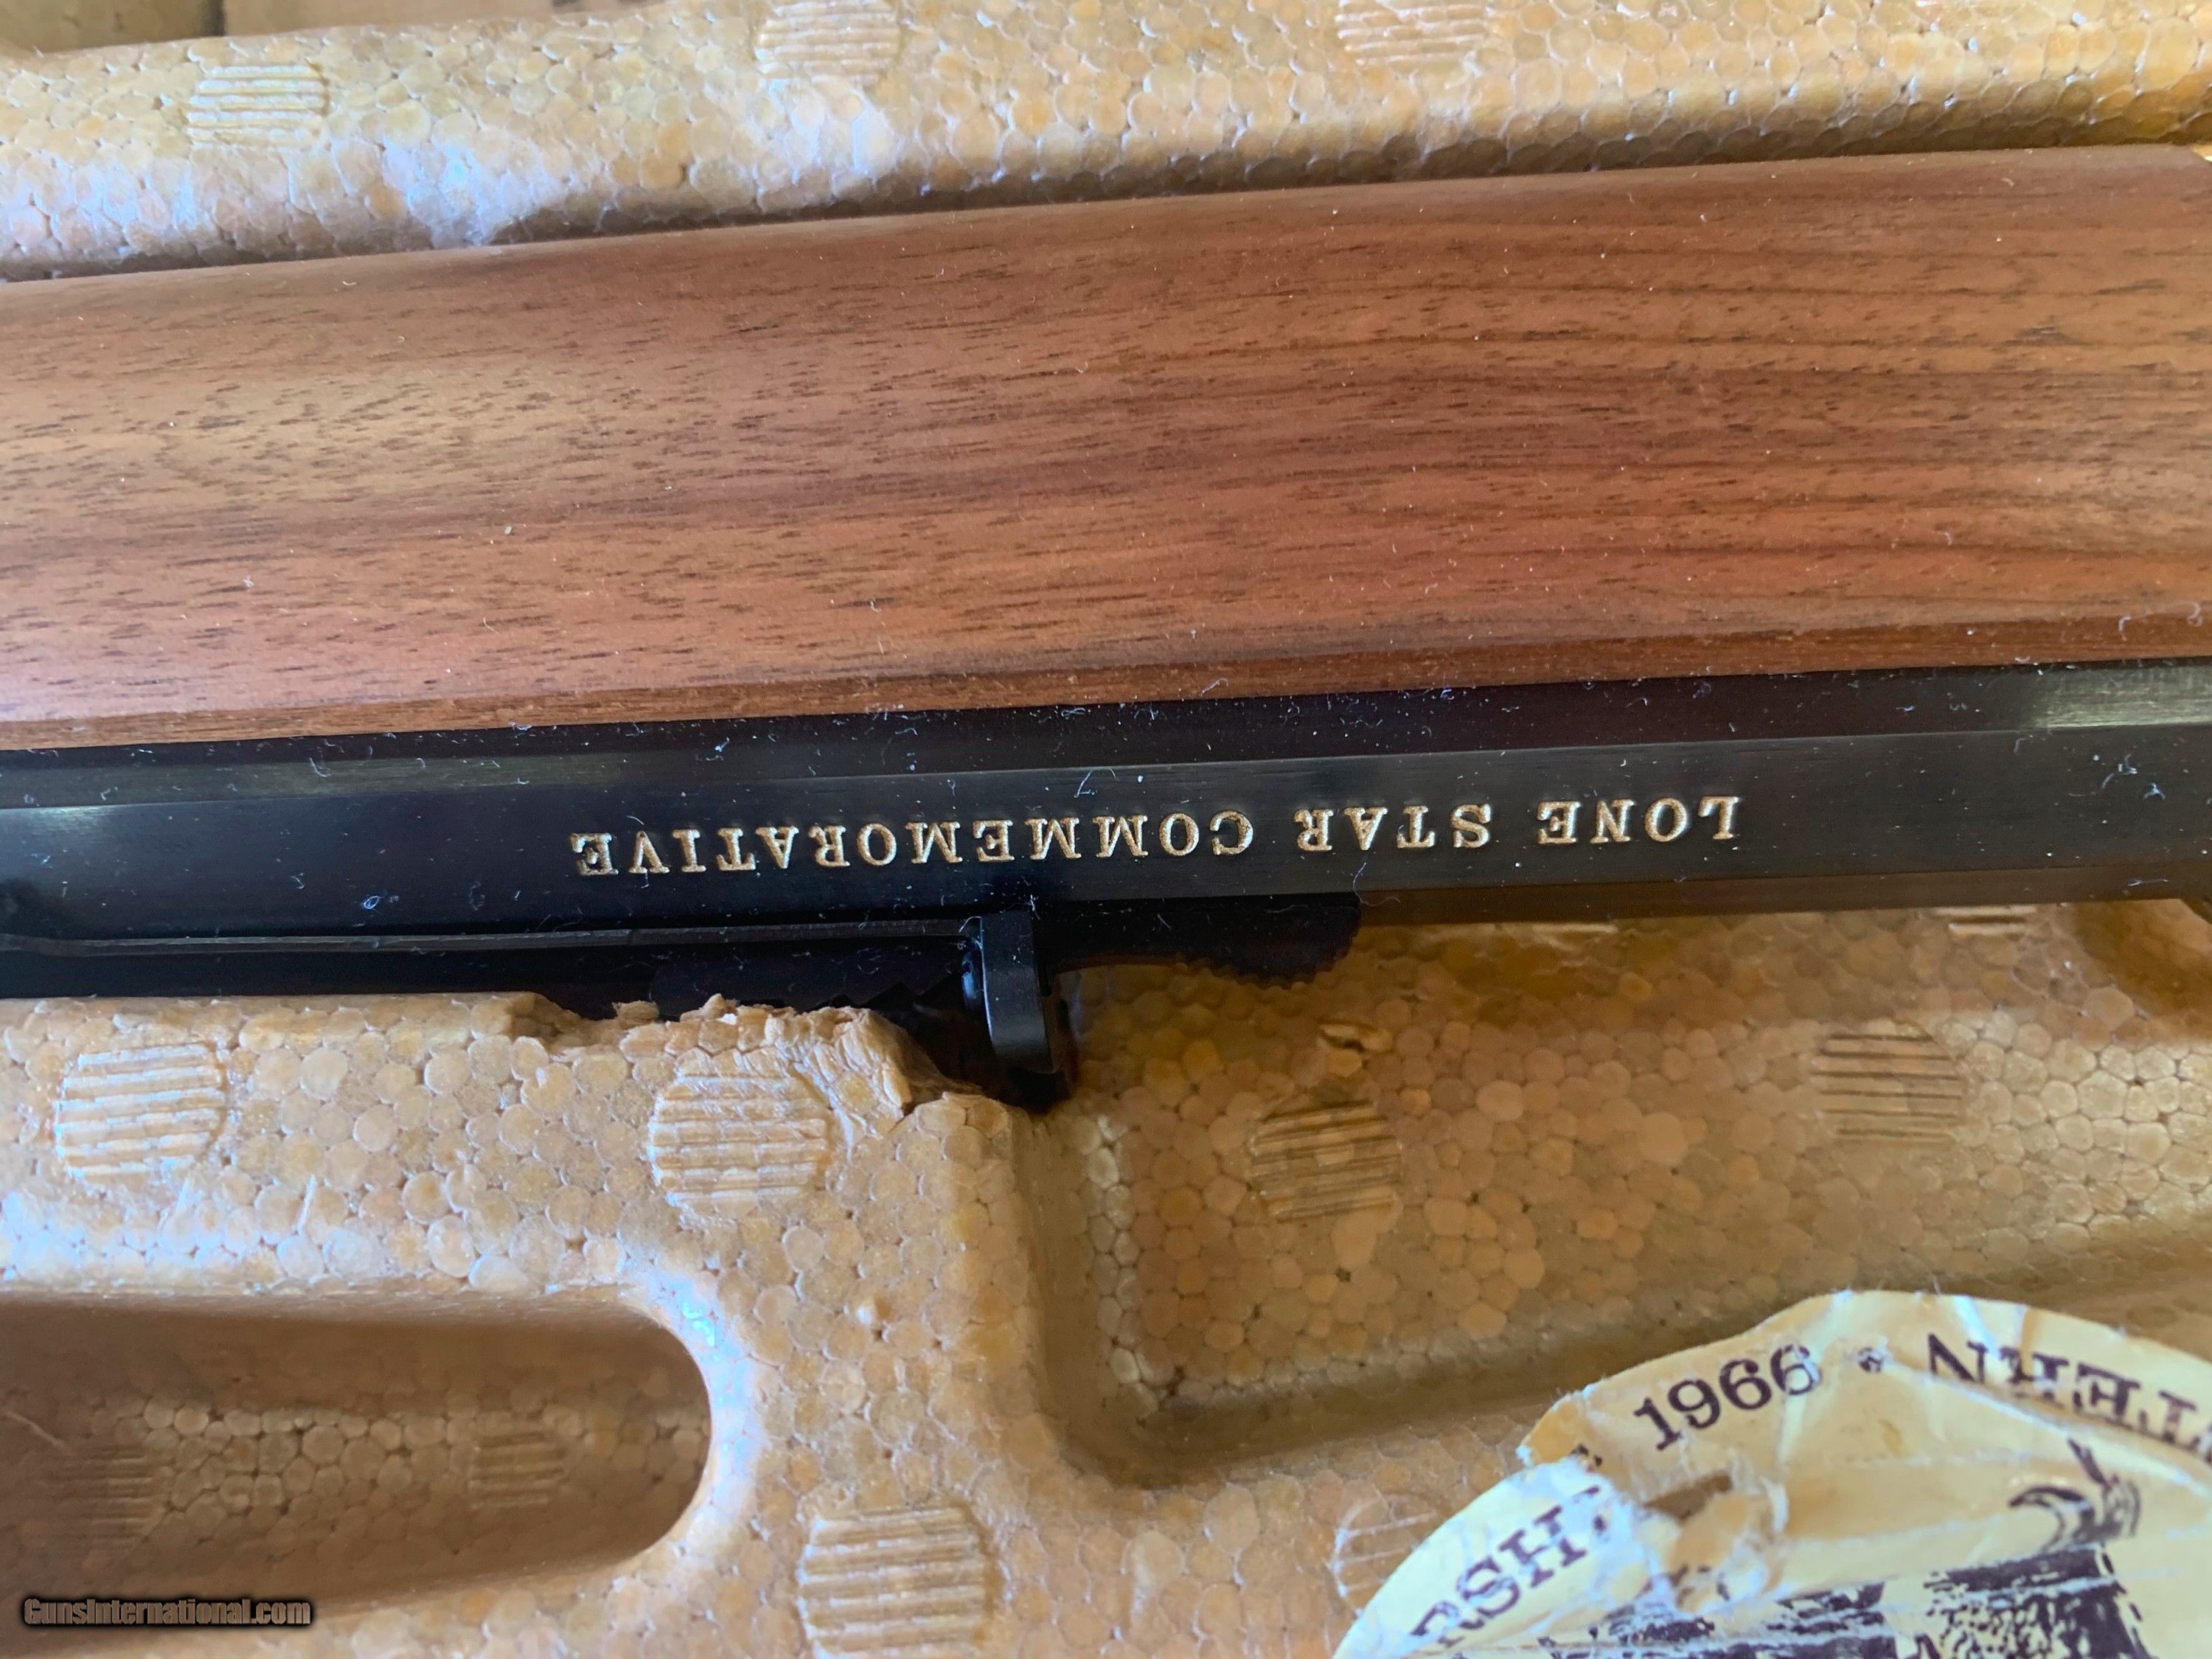 LONE STAR COMMEMORATIVE
1966 •
GunsInternational.com